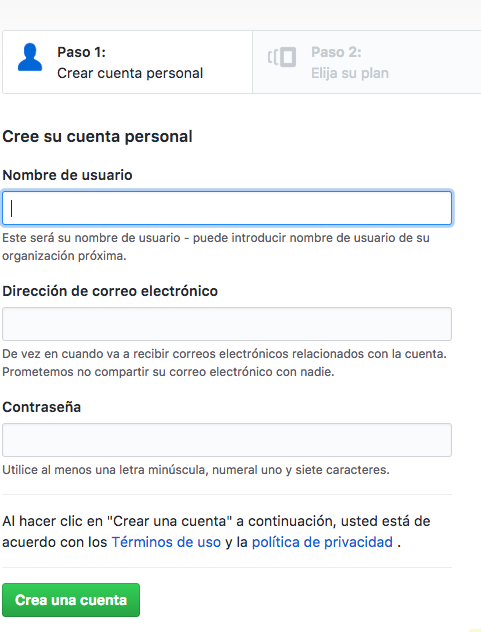 Paso 1:
Crear cuenta personal
Paso 2:
Elija su plan
Cree su cuenta personal
Nombre de usuario
Este será su nombre de usuario - puede introducir nombre de usuario de su
organización próxima.
Dirección de correo electrónico
De vez en cuando va a recibir correos electrónicos relacionados con la cuenta.
Prometemos no compartir su correo electrónico con nadie.
Contraseña
Utilice al menos una letra minúscula, numeral uno y siete caracteres.
Al hacer clic en "Crear una cuenta" a continuación, usted está de
acuerdo con los Términos de uso y la política de privacidad .
Crea una cuenta